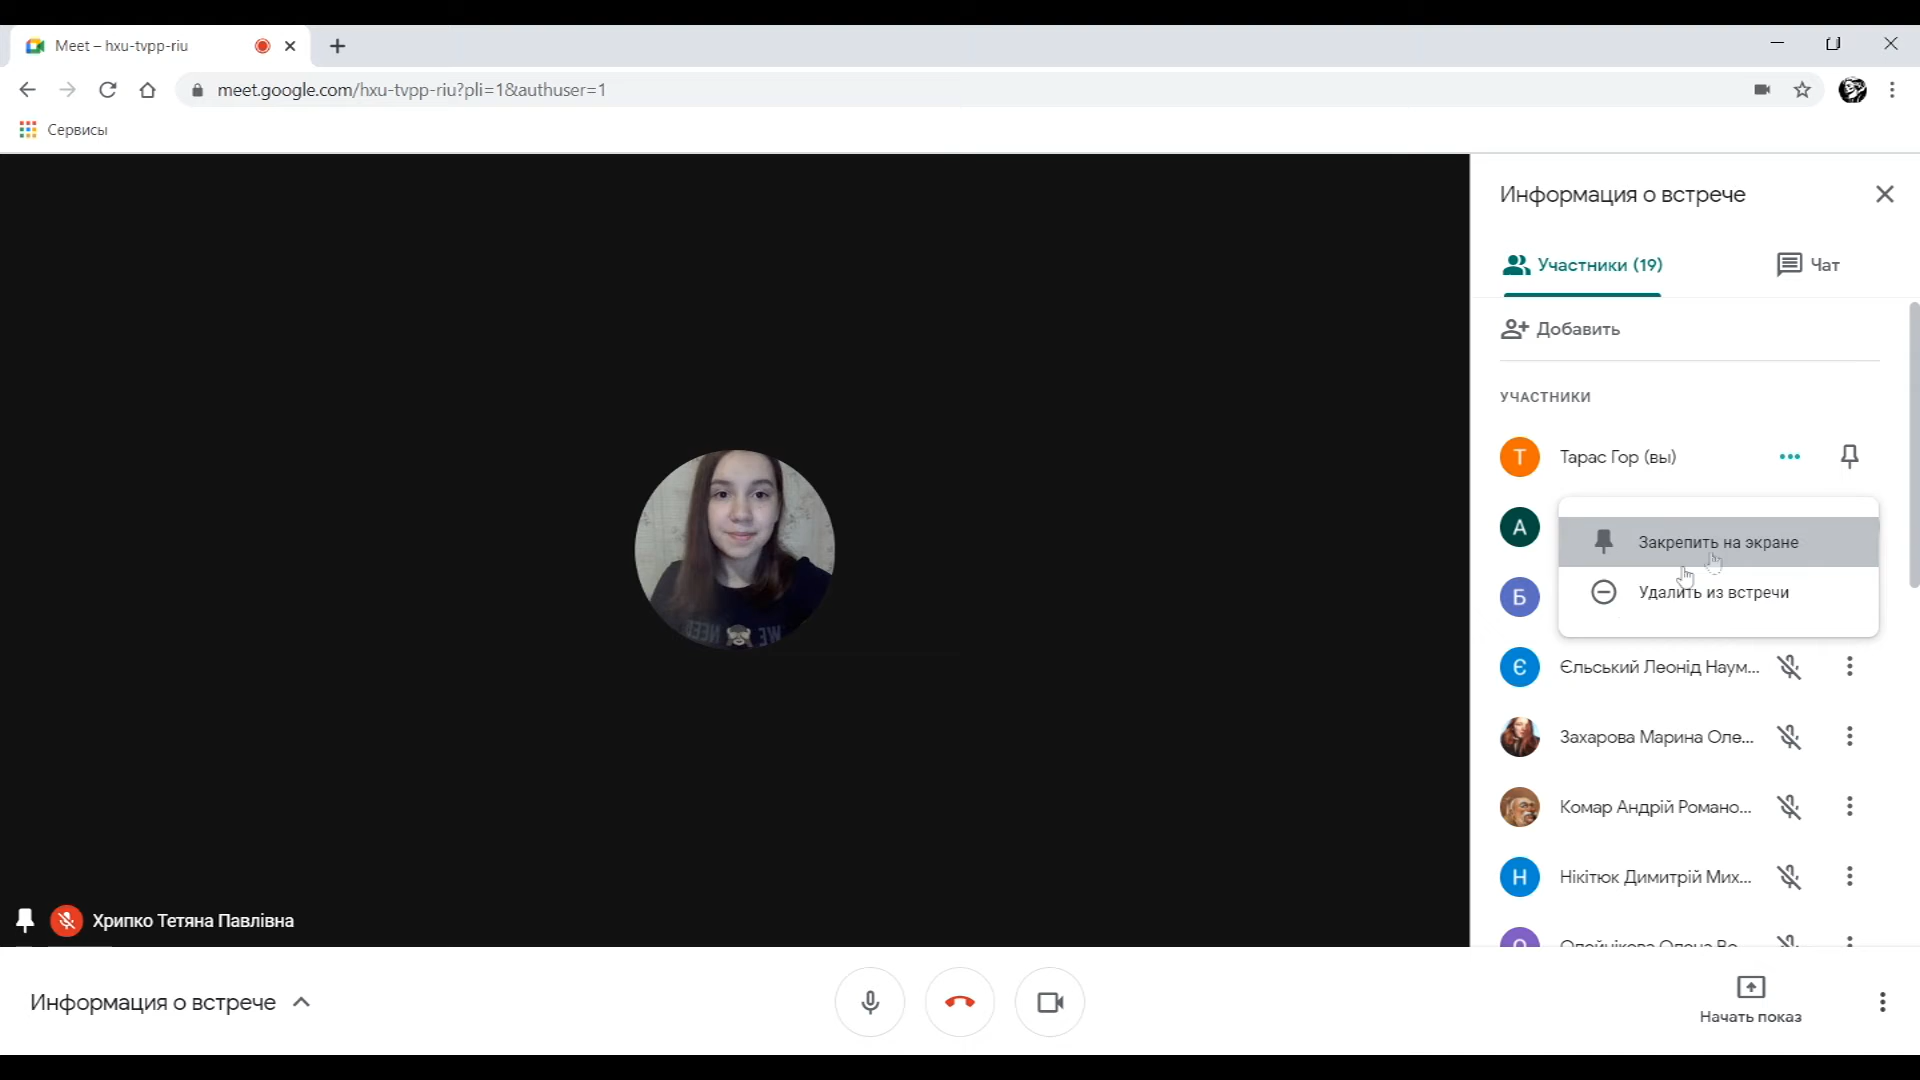 Meet – hxu-tvpp-riu
meet.google.com/hxu-tvpp-riu?pli=1&authuser=1
Сервисы
Информация о встрече
Участники (19)
Чат
Добавить
УЧАСТНИКИ
Т
Тарас Гор (вы)
А
Закрепить на экране
Б
Удалить из встречи
Є
Єльський Леонід Наум...
Захарова Марина Оле...
Комар Андрій Романо...
Н
Нікітюк Димитрій Мих...
Хрипко Тетяна Павлівна
Информация о встрече
Начать показ